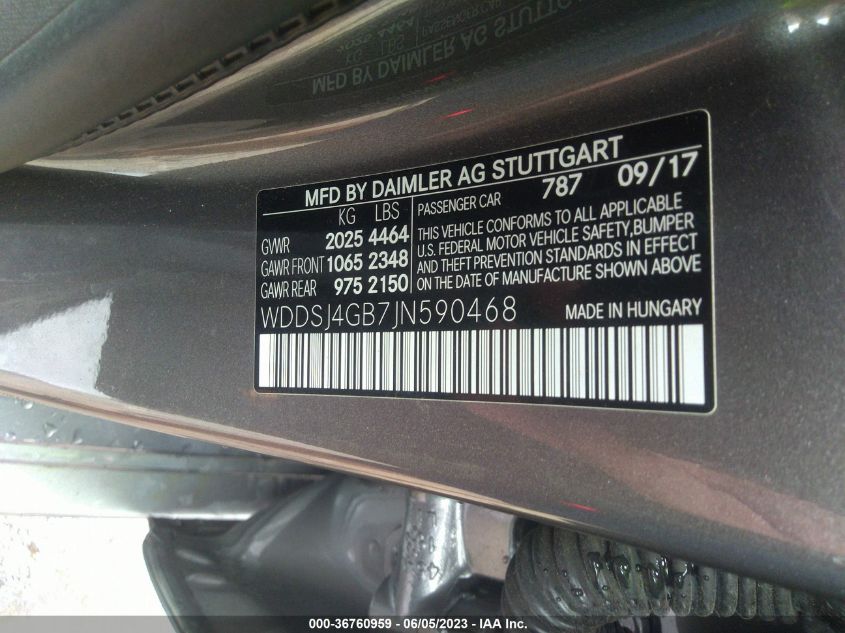 MFD BY DAIMLER AG STUTTGART
KG LBS
GVWR 2025 4464
GAWR FRONT 1065 2348
GAWR REAR 975 2150
PASSENGER CAR 787 09/17
THIS VEHICLE CONFORMS TO ALL APPLICABLE
U.S. FEDERAL MOTOR VEHICLE SAFETY,BUMPER
AND THEFT PREVENTION STANDARDS IN EFFECT
ON THE DATE OF MANUFACTURE SHOWN ABOVE
WDDSJ4GB7JN590468 MADE IN HUNGARY
000-36760959 - 06/05/2023 - IAA Inc.